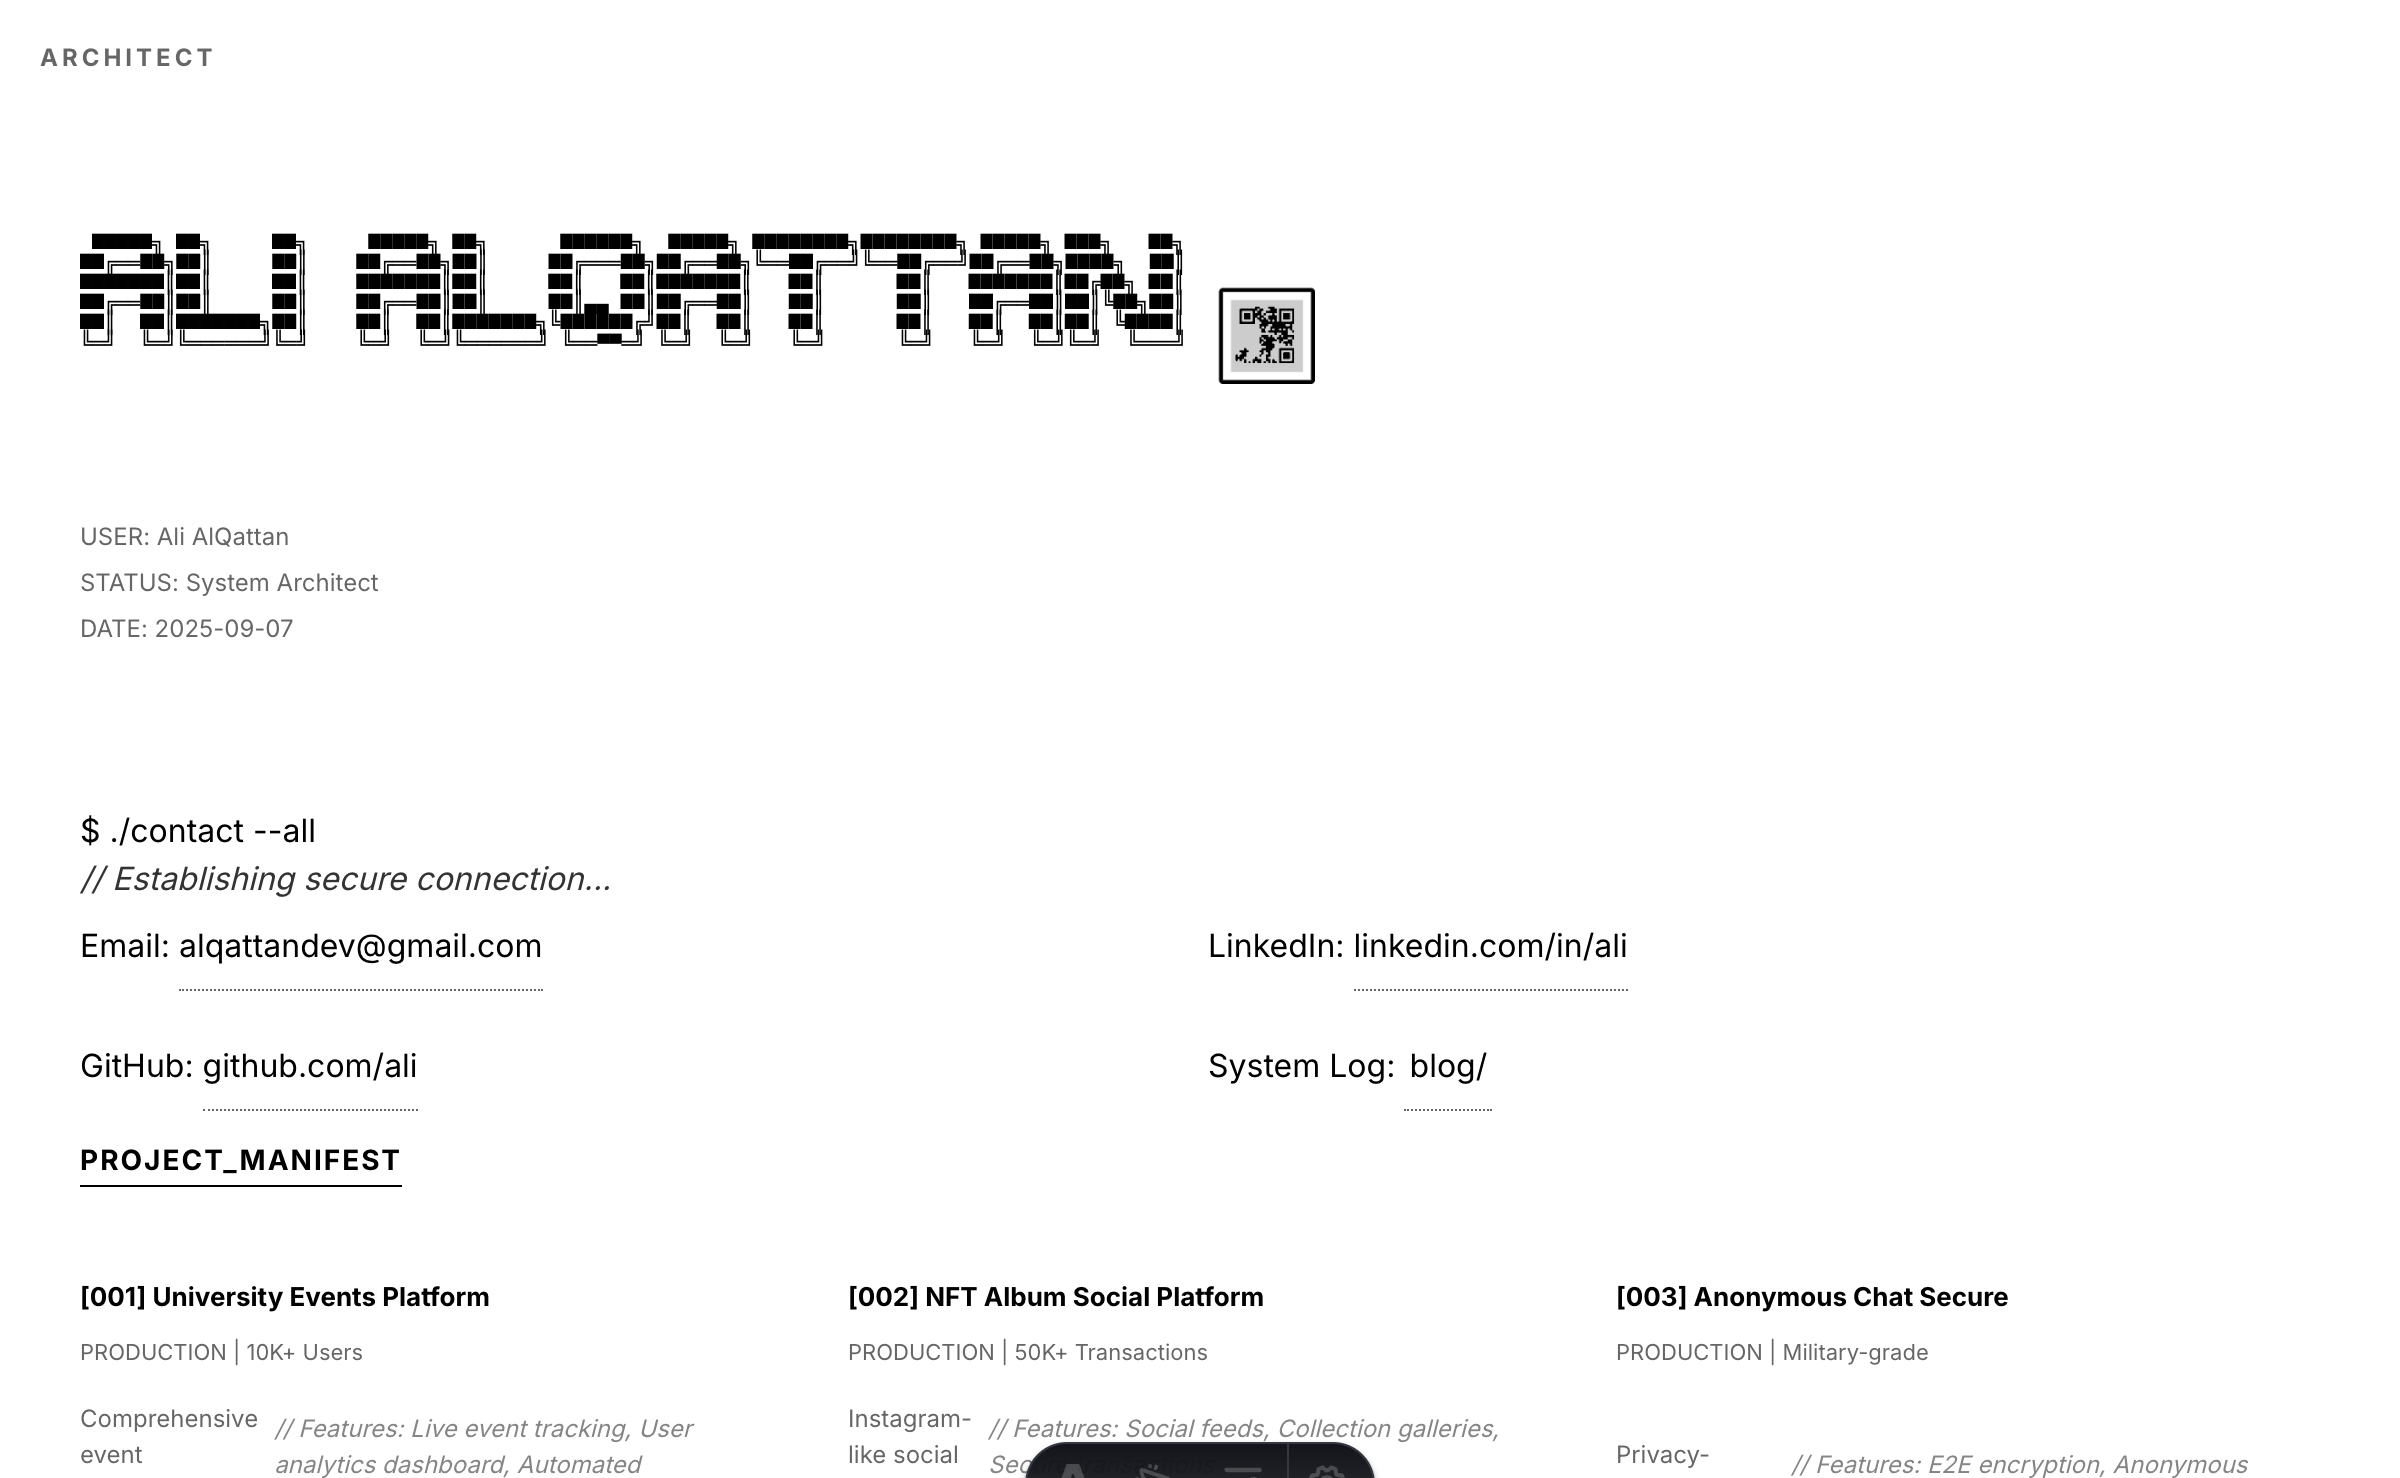 ARCHITECT
ALI ALQATTAN
USER: Ali AlQattan
STATUS: System Architect
DATE: 2025-09-07
$ ./contact --all
// Establishing secure connection...
Email: alqattandev@gmail.com
LinkedIn: linkedin.com/in/ali
GitHub: github.com/ali
System Log: blog/
PROJECT_MANIFEST
[001] University Events Platform
PRODUCTION | 10K+ Users
Comprehensive
event
// Features: Live event tracking, User
analytics dashboard, Automated
[002] NFT Album Social Platform
PRODUCTION | 50K+ Transactions
Instagram-
like social
// Features: Social feeds, Collection galleries,
[003] Anonymous Chat Secure
PRODUCTION | Military-grade
Privacy-
// Features: E2E encryption, Anonymous